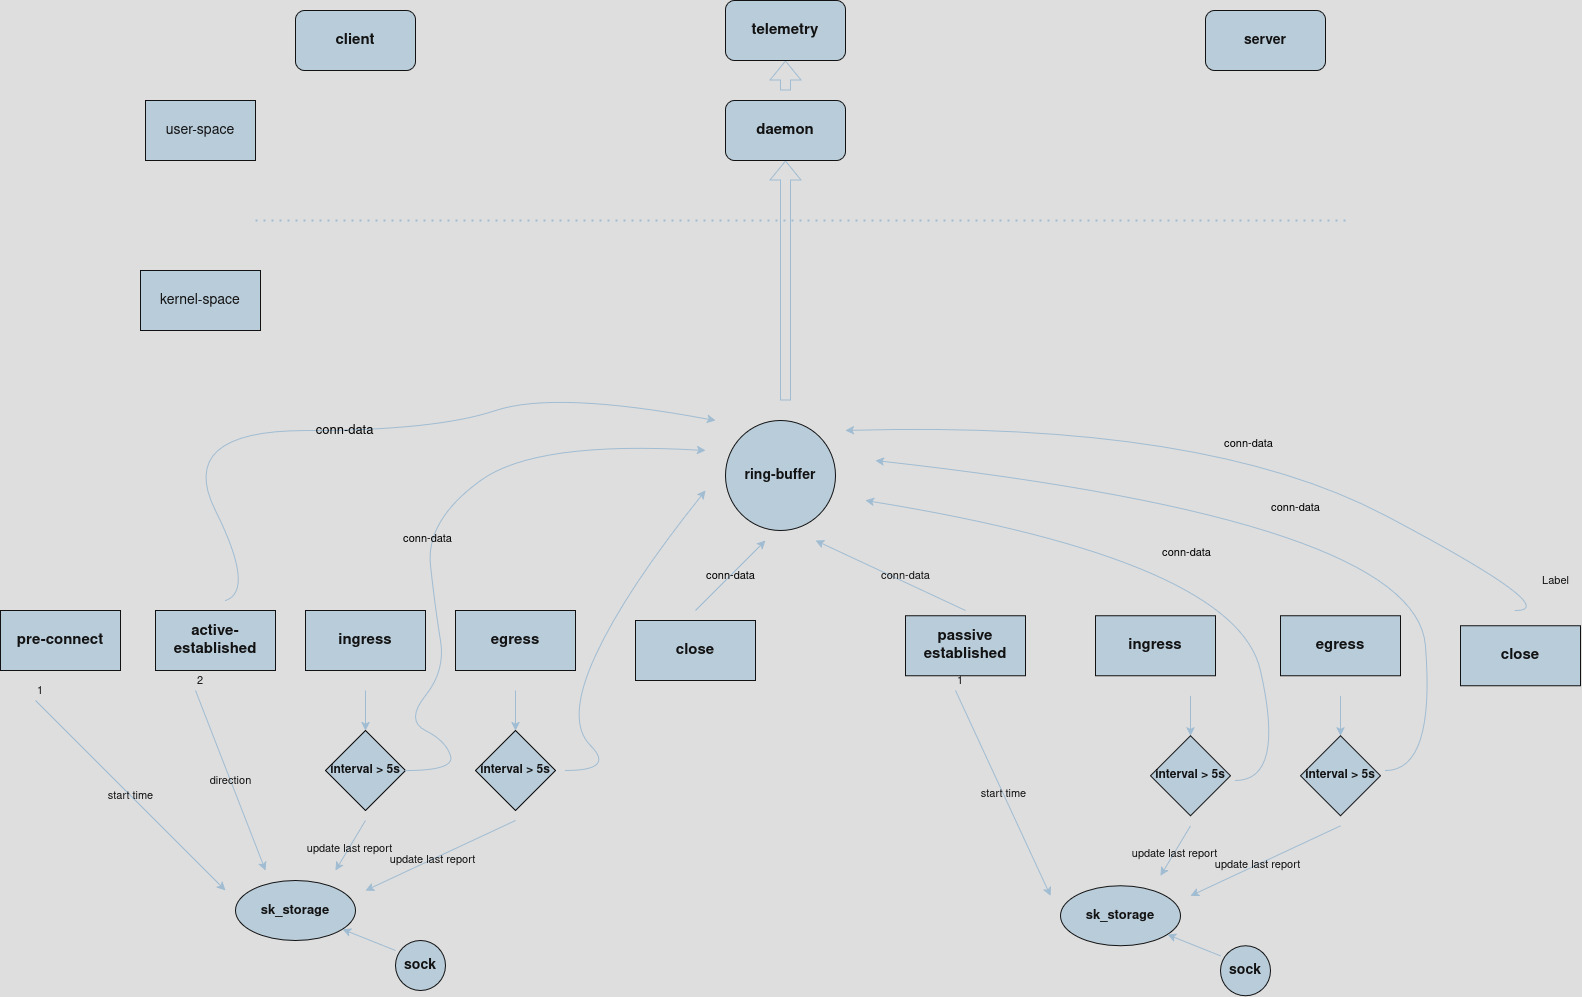 telemetry
client
server
user-space
daemon
kernel-space
conn-data
conn-data
ring-buffer
conn-data
conn-data
conn-data
conn-data
conn-data
Label
pre-connect
active-
established
ingress
egress
close
passive
established
ingress
egress
close
1
2
1
interval > 5s
interval > 5s
interval > 5s
interval > 5s
start time
direction
start time
update last report
update last report
update last report
update last report
sk_storage
sk_storage
sock
sock